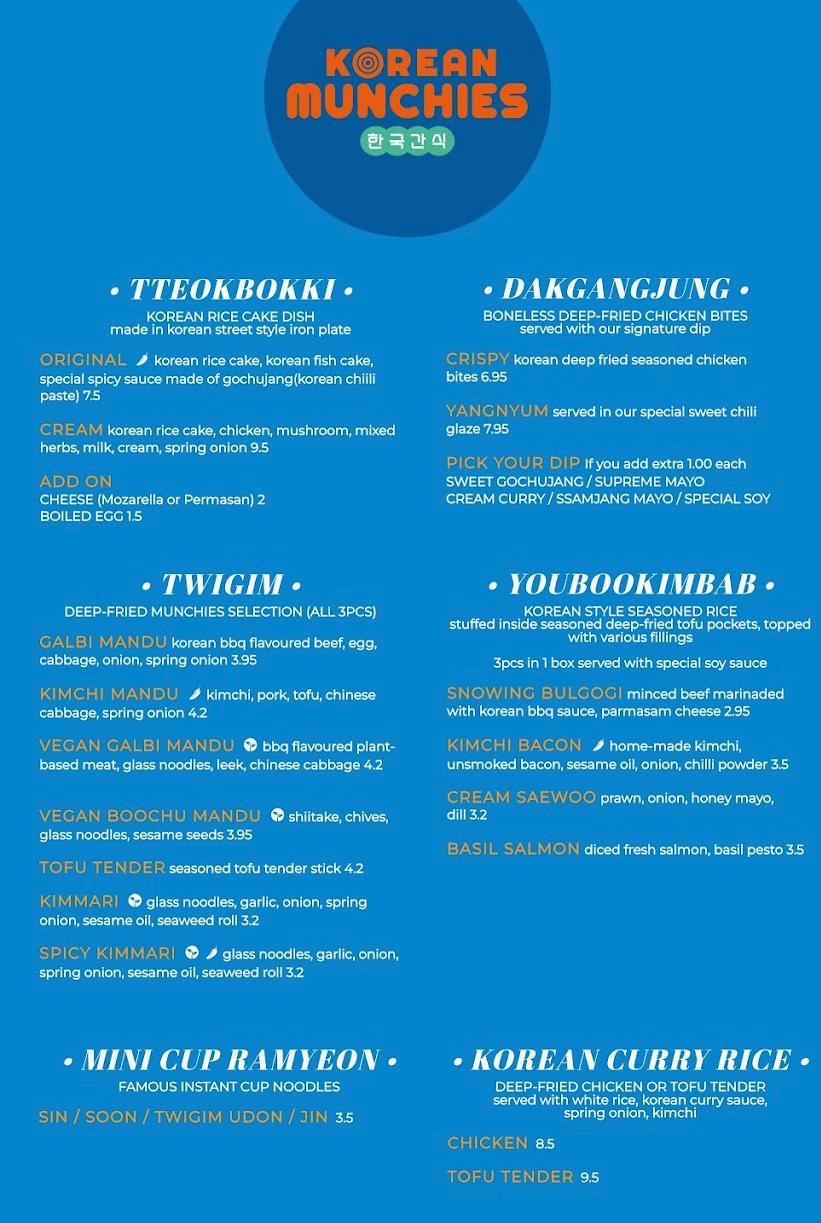 KOREAN
MUNCHIES
한국간식
• TTEOKBOKKI •
KOREAN RICE CAKE DISH
made in korean street style iron plate
ORIGINAL korean rice cake, korean fish cake,
special spicy sauce made of gochujang(korean chiili
paste) 7.5
CREAM korean rice cake, chicken, mushroom, mixed
herbs, milk, cream, spring onion 9.5
ADD ON
CHEESE (Mozarella or Permasan) 2
BOILED EGG 1.5
• DAKGANGJUNG •
BONELESS DEEP-FRIED CHICKEN BITES
served with our signature dip
CRISPY korean deep fried seasoned chicken
bites 6.95
YANGNYUM served in our special sweet chili
glaze 7.95
PICK YOUR DIP If you add extra 1.00 each
SWEET GOCHUJANG / SUPREME MAYO
CREAM CURRY / SSAMJANG MAYO / SPECIAL SOY
• TWIGIM •
DEEP-FRIED MUNCHIES SELECTION (ALL 3PCS)
GALBI MANDU korean bbq flavoured beef, egg,
cabbage, onion, spring onion 3.95
KIMCHI MANDU kimchi, pork, tofu, chinese
cabbage, spring onion 4.2
VEGAN GALBI MANDU bbq flavoured plant-
based meat, glass noodles, leek, chinese cabbage 4.2
VEGAN BOOCHU MANDU shiitake, chives,
glass noodles, sesame seeds 3.95
TOFU TENDER seasoned tofu tender stick 4.2
KIMMARI glass noodles, garlic, onion, spring
onion, sesame oil, seaweed roll 3.2
SPICY KIMMARI glass noodles, garlic, onion,
spring onion, sesame oil, seaweed roll 3.2
• YOUBOOKIMBAB •
KOREAN STYLE SEASONED RICE
stuffed inside seasoned deep-fried tofu pockets, topped
with various fillings
3pcs in 1 box served with special soy sauce
SNOWING BULGOGI minced beef marinaded
with korean bbq sauce, parmasam cheese 2.95
KIMCHI BACON home-made kimchi,
unsmoked bacon, sesame oil, onion, chilli powder 3.5
CREAM SAEWOO prawn, onion, honey mayo,
dill 3.2
BASIL SALMON diced fresh salmon, basil pesto 3.5
• MINI CUP RAMYEON •
FAMOUS INSTANT CUP NOODLES
SIN / SOON / TWIGIM UDON / JIN 3.5
• KOREAN CURRY RICE •
DEEP-FRIED CHICKEN OR TOFU TENDER
served with white rice, korean curry sauce,
spring onion, kimchi
CHICKEN 8.5
TOFU TENDER 9.5